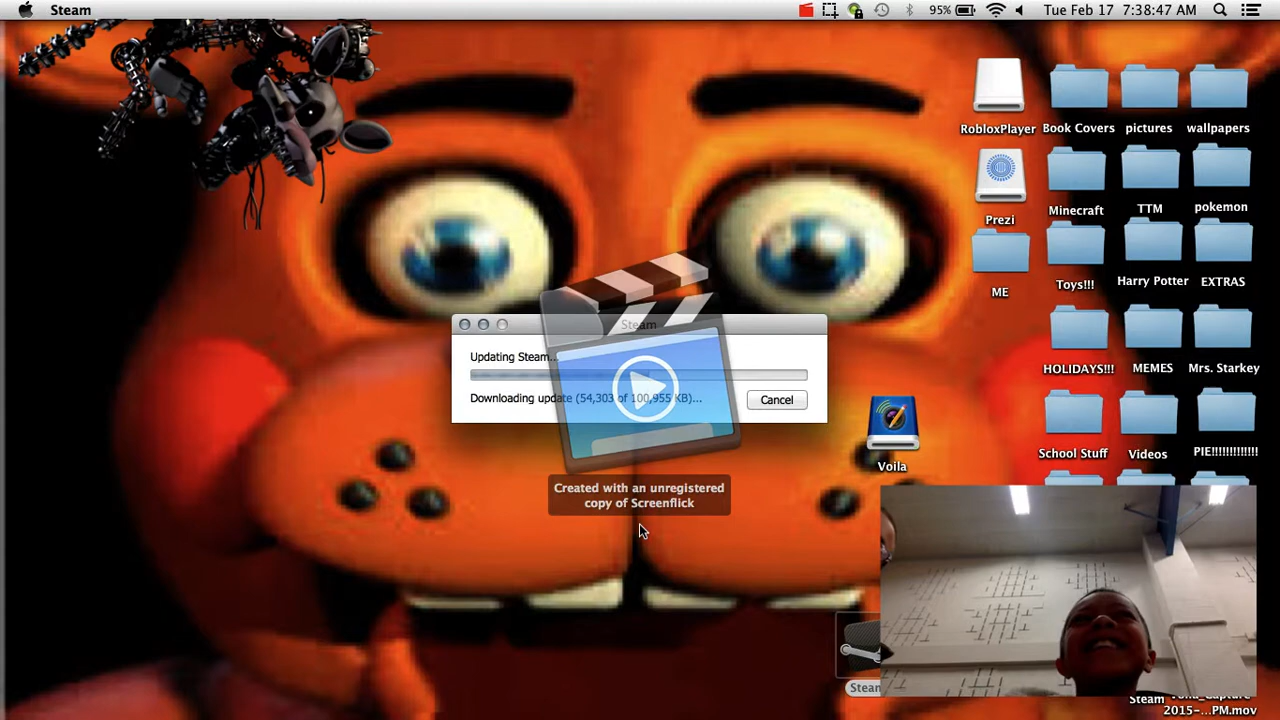 Steam
95%
Tue Feb 17 7:38:47 AM
RobloxPlayer
Book Covers
pictures
wallpapers
Prezi
Minecraft
TTM
pokemon
ME
Toys!!!
Harry Potter
EXTRAS
HOLIDAYS!!!
MEMES
Mrs. Starkey
Steam
Updating Steam...
Downloading update (54,303 of 100,955 KB)...
Cancel
Voila
School Stuff
Videos
PIE!!!!!!!!!!!!!
Created with an unregistered
copy of Screenflick
Steam
Steam
Voila_Capture
2015-...PM.mov